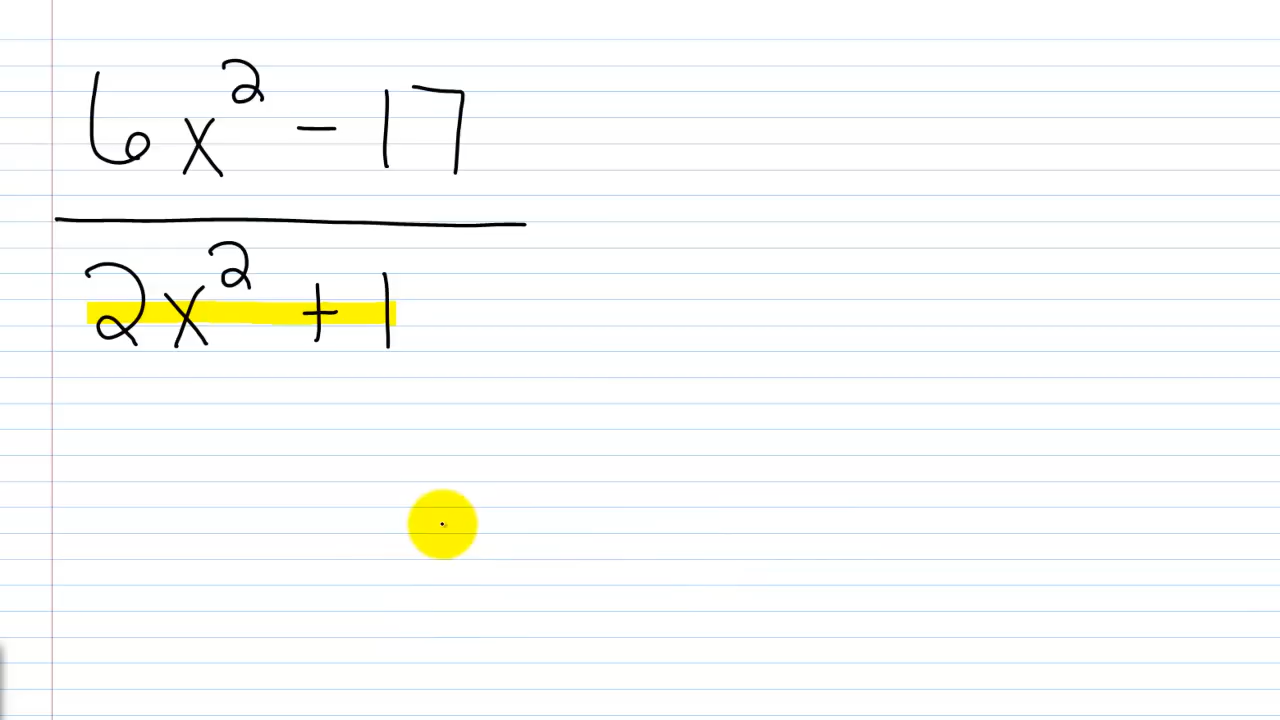 6x² - 17
2x² + 1